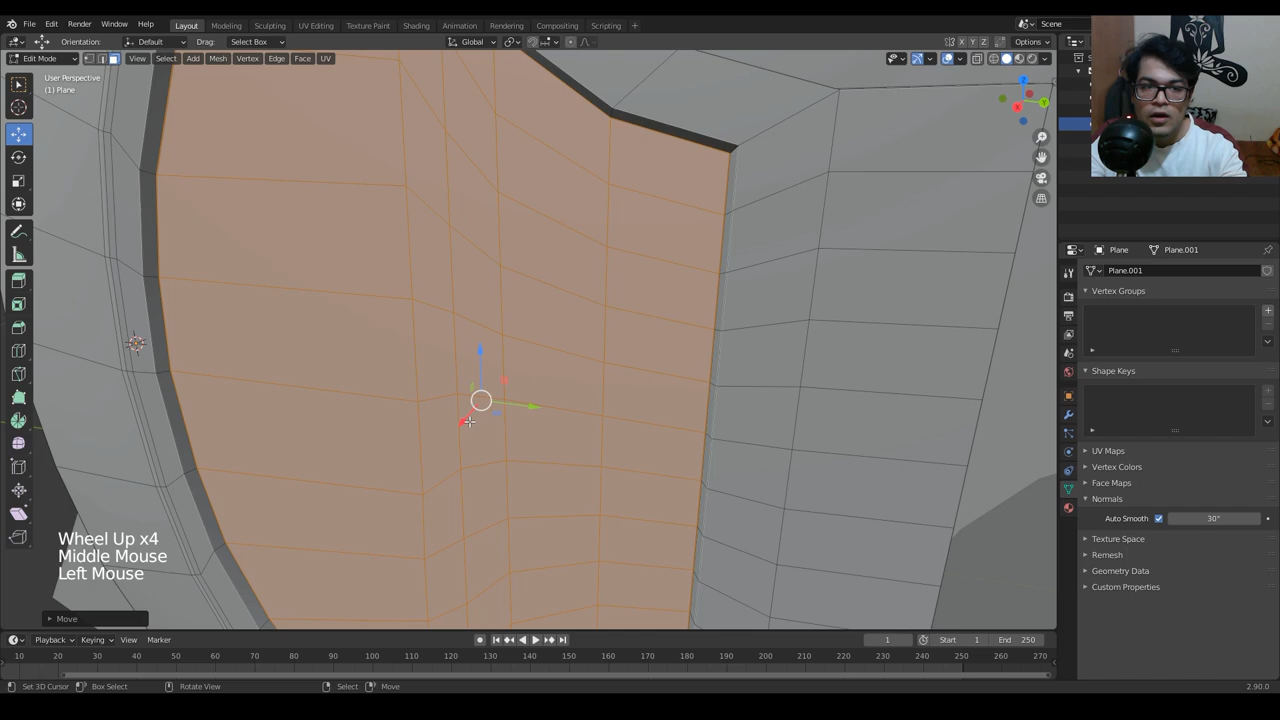 File Edit Render Window Help Layout Modeling Sculpting UV Editing Texture Paint Shading Animation Rendering Compositing Scripting + Scene
Orientation: Default Drag: Select Box Global X Y Z Options
Edit Mode View Select Add Mesh Vertex Edge Face UV
User Perspective
(1) Plane
Z
Y
X
Plane Plane.001
Plane.001
Vertex Groups
Shape Keys
UV Maps
Vertex Colors
Face Maps
Normals
Auto Smooth 30°
Texture Space
Remesh
Geometry Data
Custom Properties
Wheel Up x4
Middle Mouse
Left Mouse
Move
Playback Keying View Marker 1 Start 1 End 250
10 20 30 40 50 60 70 80 90 100 110 120 130 140 150 160 170 180 190 200 210 220 230 240 250 260 270
Set 3D Cursor Box Select Rotate View Select Move 2.90.0